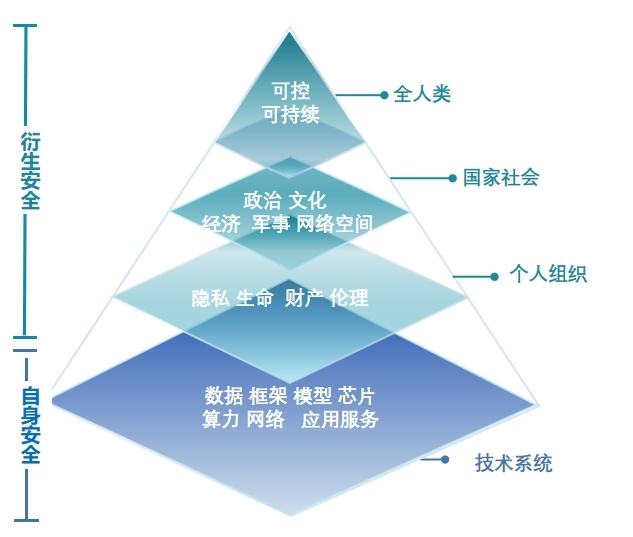 可控
可持续
全人类
国家社会
政治 文化
经济 军事 网络空间
个人组织
隐私 生命 财产 伦理
数据 框架 模型 芯片
算力 网络 应用服务
技术系统
衍生安全
自身安全